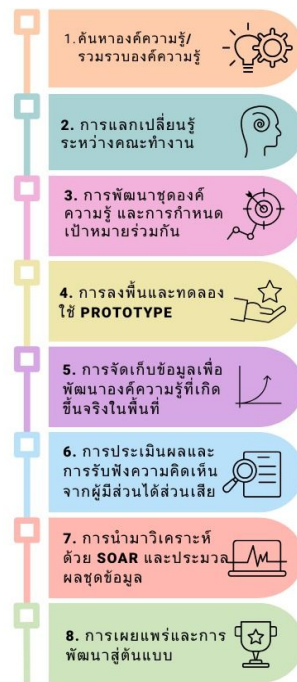 1. ค้นหาองค์ความรู้/
รวมรวบองค์ความรู้
2. การแลกเปลี่ยนรู้
ระหว่างคณะทำงาน
3. การพัฒนาชุดองค์
ความรู้ และการกำหนด
เป้าหมายร่วมกัน
4. การลงพื้นและทดลอง
ใช้ PROTOTYPE
5. การจัดเก็บข้อมูลเพื่อ
พัฒนาองค์ความรู้ที่เกิด
ขึ้นจริงในพื้นที่
6. การประเมินผลและ
การรับฟังความคิดเห็น
จากผู้มีส่วนได้ส่วนเสีย
7. การนำมาวิเคราะห์
ด้วย SOAR และประมวล
ผลชุดข้อมูล
8. การเผยแพร่และการ
พัฒนาสู่ต้นแบบ